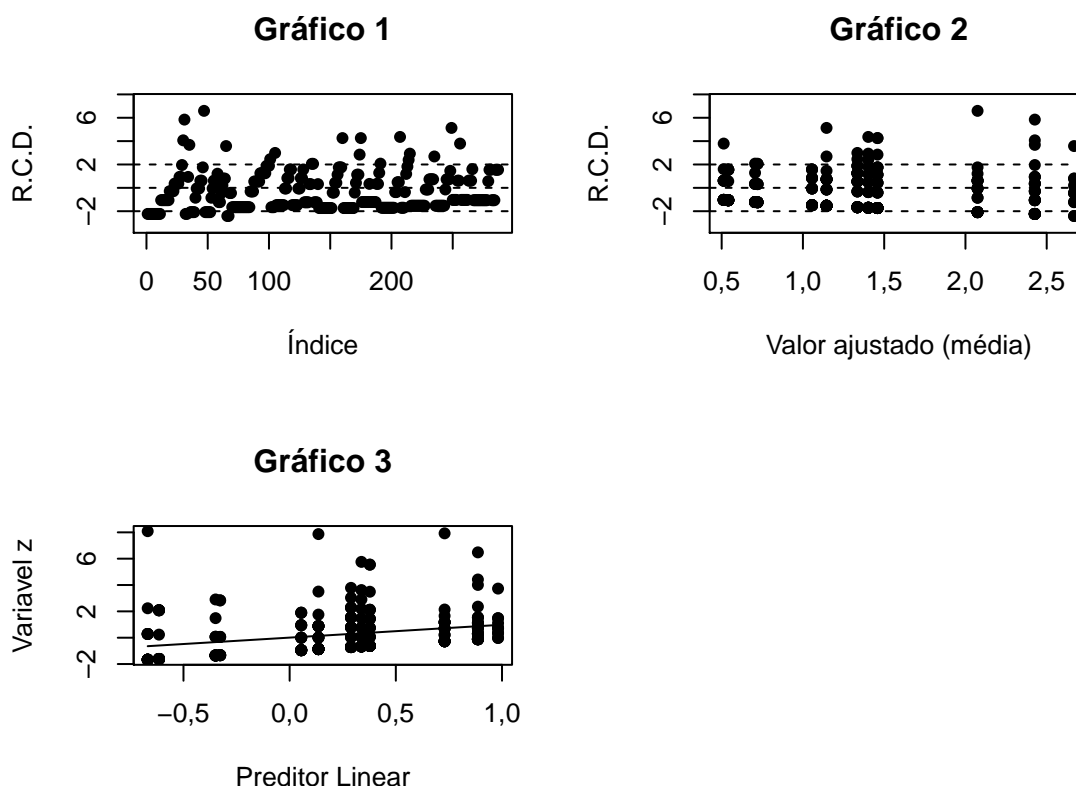 Gráfico 1
R.C.D.
6
2
−2
0 50 100 200
Índice
Gráfico 2
R.C.D.
6
2
−2
0,5 1,0 1,5 2,0 2,5
Valor ajustado (média)
Gráfico 3
Variavel z
6
2
−2
−0,5 0,0 0,5 1,0
Preditor Linear